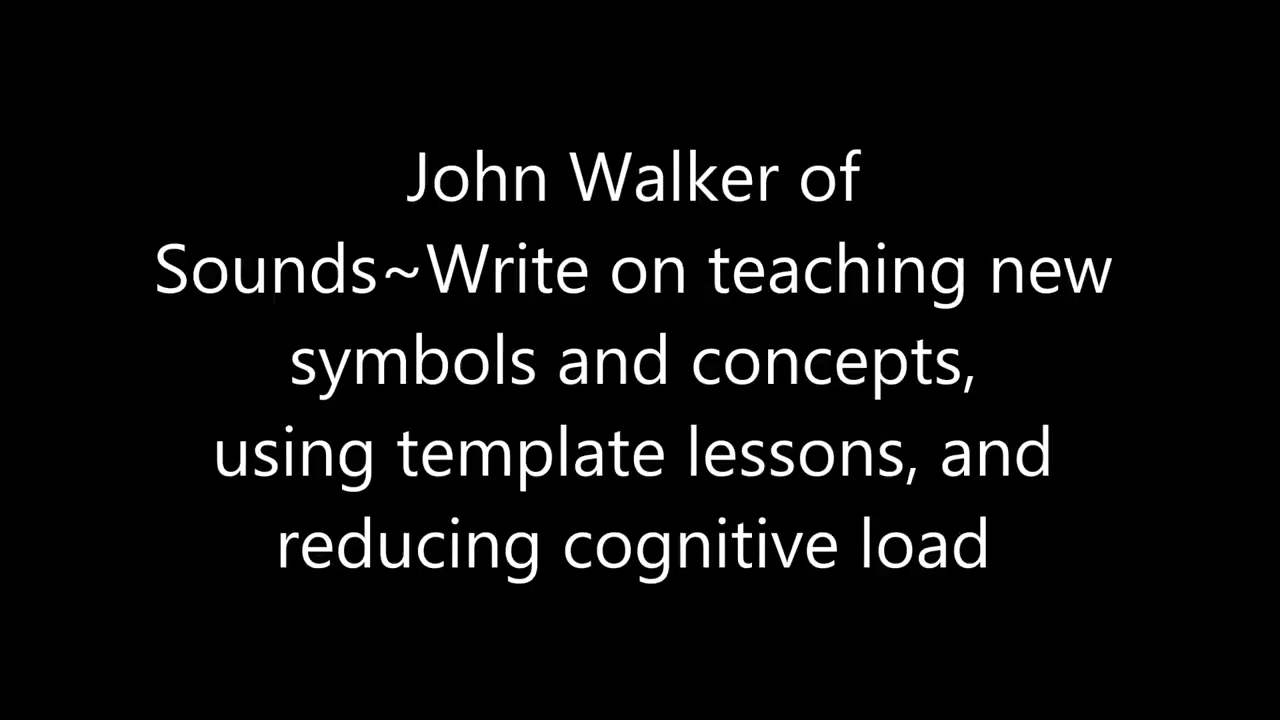 John Walker of
Sounds~Write on teaching new
symbols and concepts,
using template lessons, and
reducing cognitive load